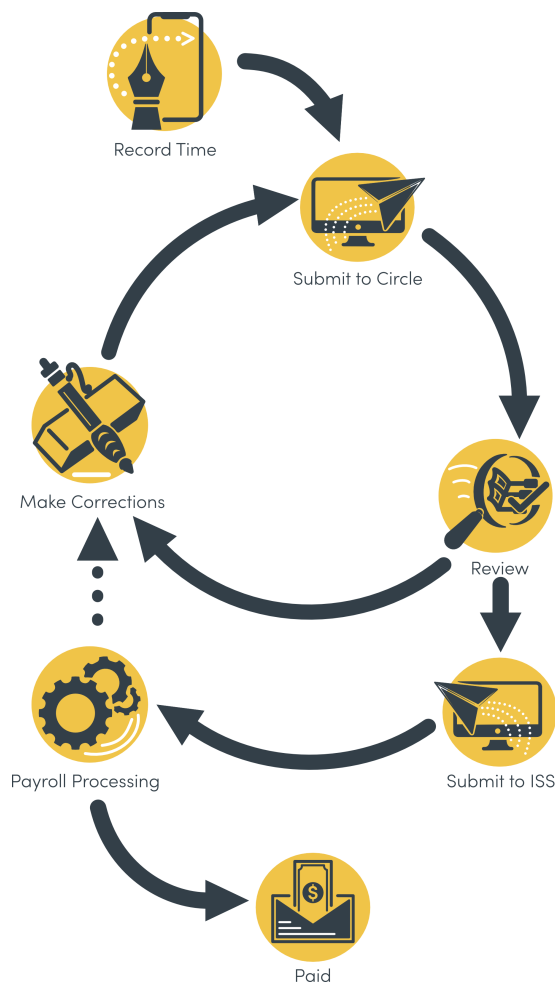 Record Time
Submit to Circle
Make Corrections
Review
Payroll Processing
Submit to ISS
$
Paid